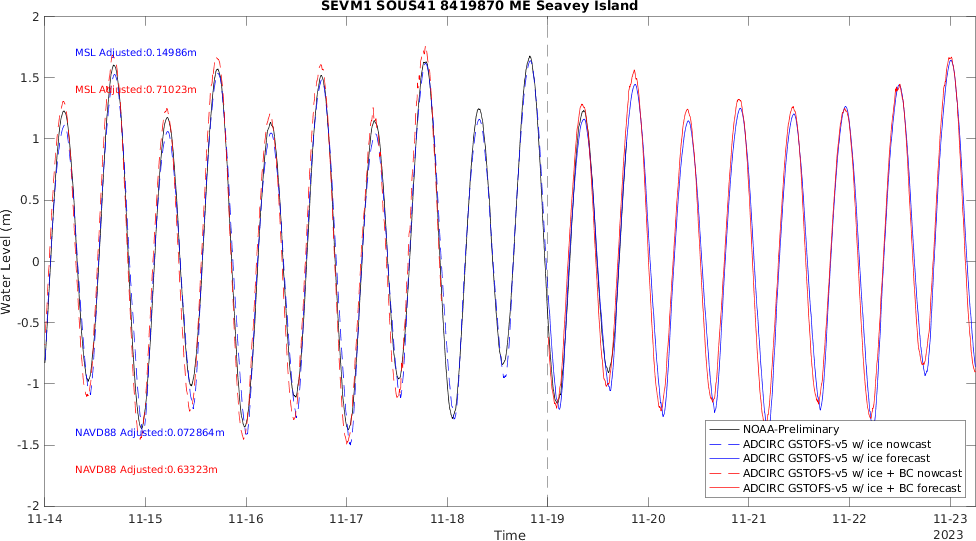 SEVM1 SOUS41 8419870 ME Seavey Island
2
1.5
1
0.5
0
-0.5
-1
-1.5
-2
Water Level (m)
MSL Adjusted:0.14986m
MSL Adjusted:0.71023m
NAVD88 Adjusted:0.072864m
NAVD88 Adjusted:0.63323m
NOAA-Preliminary
ADCIRC GSTOFS-v5 w/ ice nowcast
ADCIRC GSTOFS-v5 w/ ice forecast
ADCIRC GSTOFS-v5 w/ ice + BC nowcast
ADCIRC GSTOFS-v5 w/ ice + BC forecast
11-14 11-15 11-16 11-17 11-18 11-19 11-20 11-21 11-22 11-23
Time
2023